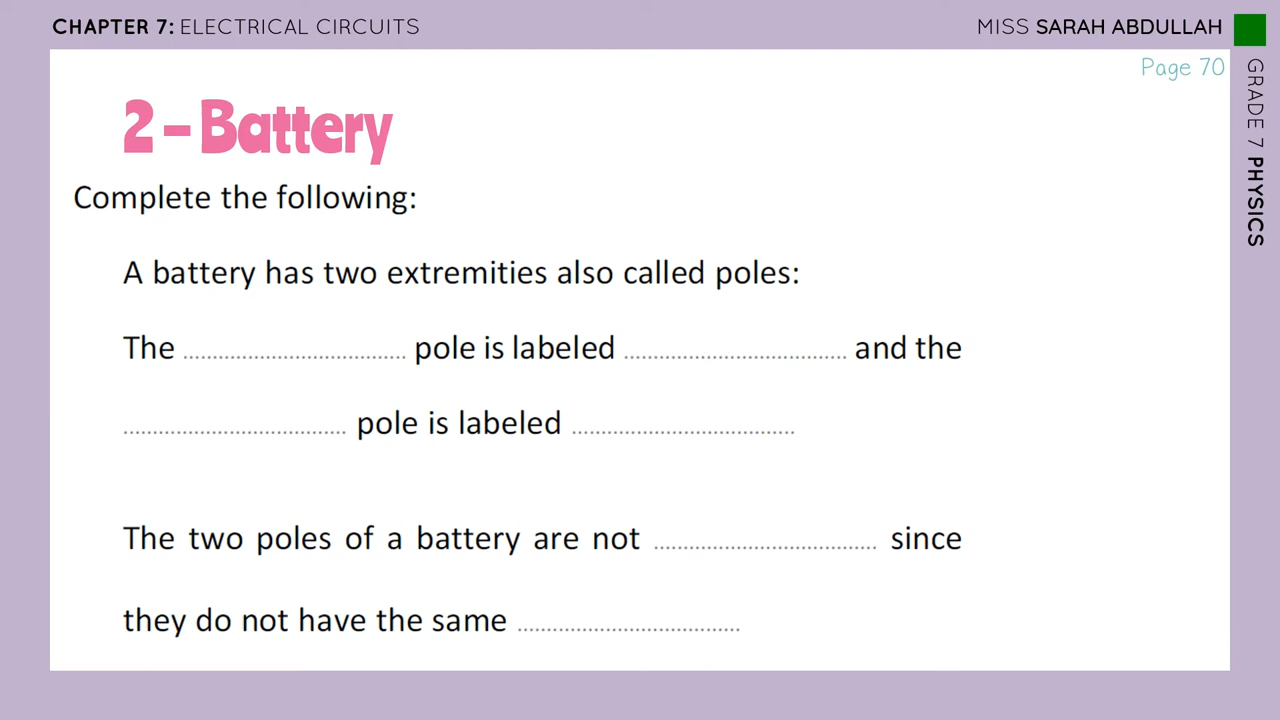 CHAPTER 7: ELECTRICAL CIRCUITS
MISS SARAH ABDULLAH
GRADE 7 PHYSICS
Page 70
2 - Battery
Complete the following:
A battery has two extremities also called poles:
The ...................................... pole is labeled ...................................... and the
...................................... pole is labeled ......................................
The two poles of a battery are not ...................................... since
they do not have the same ......................................